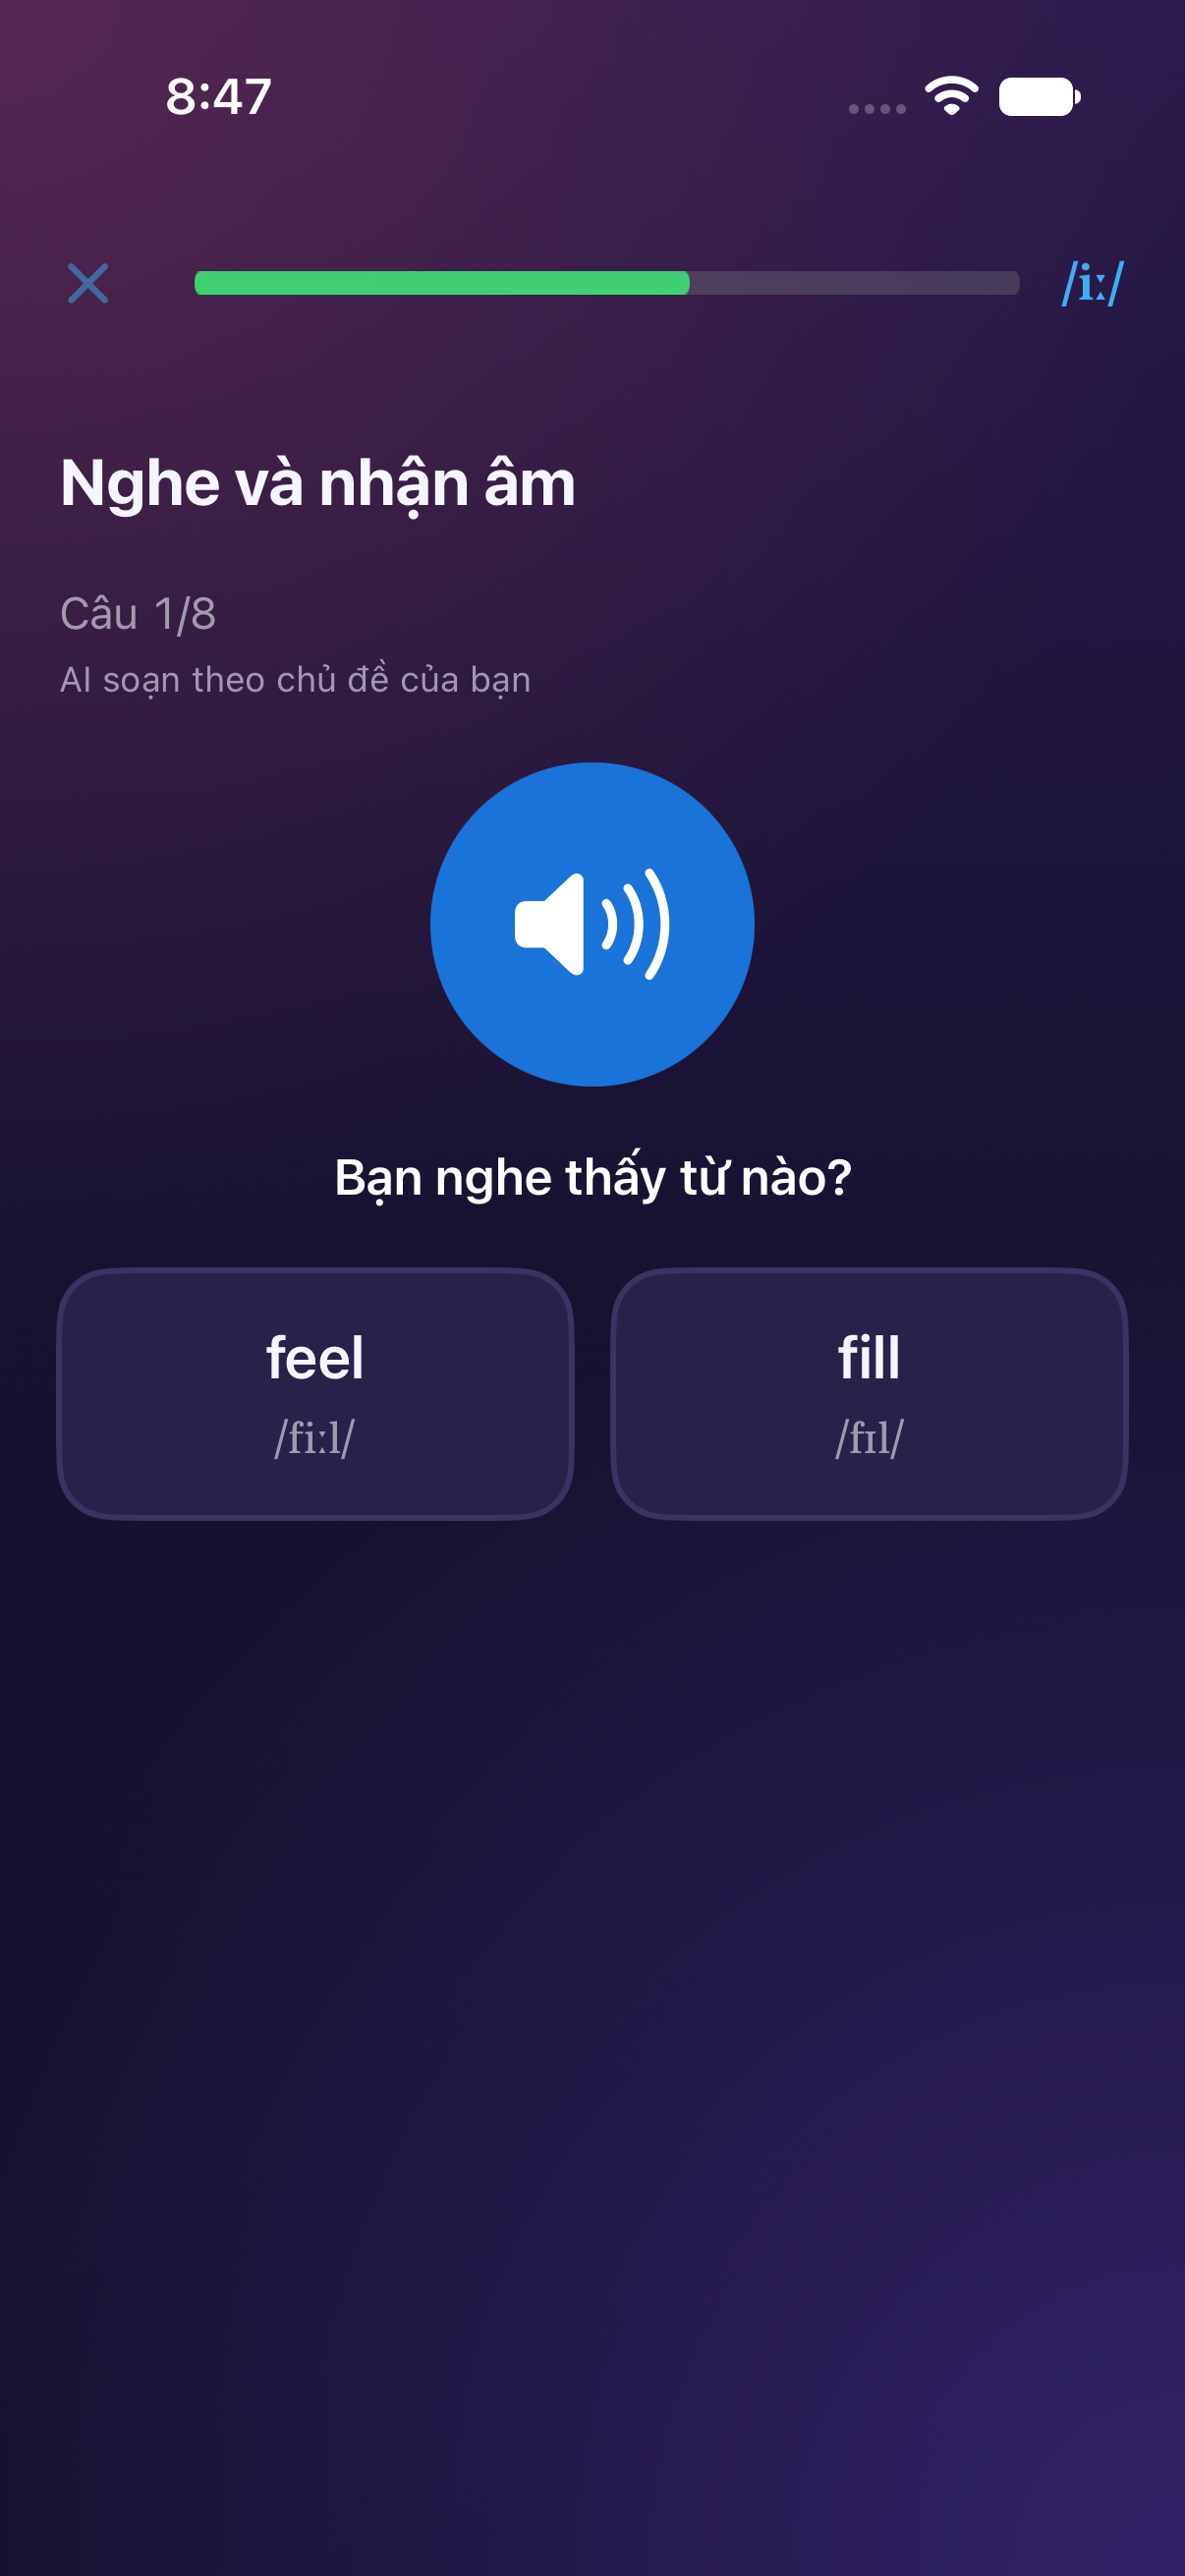 8:47
/iː/
Nghe và nhận âm
Câu 1/8
AI soạn theo chủ đề của bạn
Bạn nghe thấy từ nào?
feel
/fiːl/
fill
/fɪl/